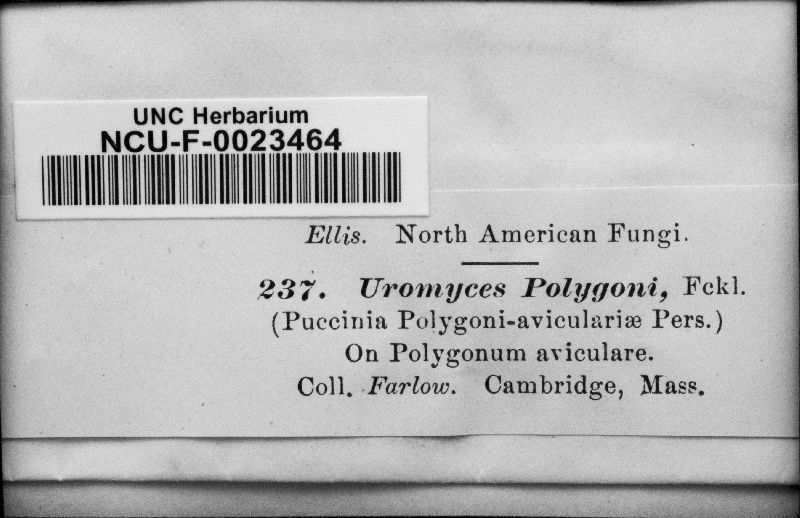 UNC Herbarium
NCU-F-0023464
Ellis. North American Fungi.
237. Uromyces Polygoni, Fckl.
(Puccinia Polygoni-aviculariæ Pers.)
On Polygonum aviculare.
Coll. Farlow. Cambridge, Mass.